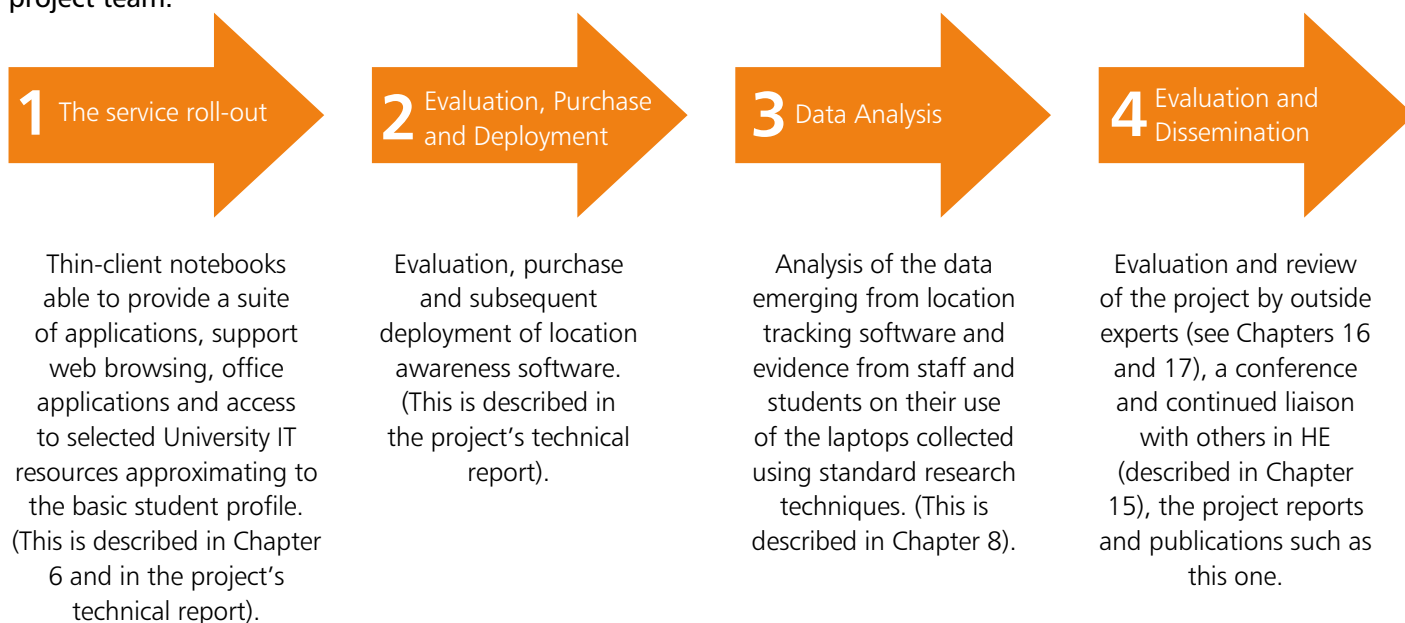 project team.
1 The service roll-out
Thin-client notebooks
able to provide a suite
of applications, support
web browsing, office
applications and access
to selected University IT
resources approximating to
the basic student profile.
(This is described in Chapter
6 and in the project's
technical report).
2 Evaluation, Purchase
and Deployment
Evaluation, purchase
and subsequent
deployment of location
awareness software.
(This is described in
the project's technical
report).
3 Data Analysis
Analysis of the data
emerging from location
tracking software and
evidence from staff and
students on their use
of the laptops collected
using standard research
techniques. (This is
described in Chapter 8).
4 Evaluation and
Dissemination
Evaluation and review
of the project by outside
experts (see Chapters 16
and 17), a conference
and continued liaison
with others in HE
(described in Chapter
15), the project reports
and publications such as
this one.